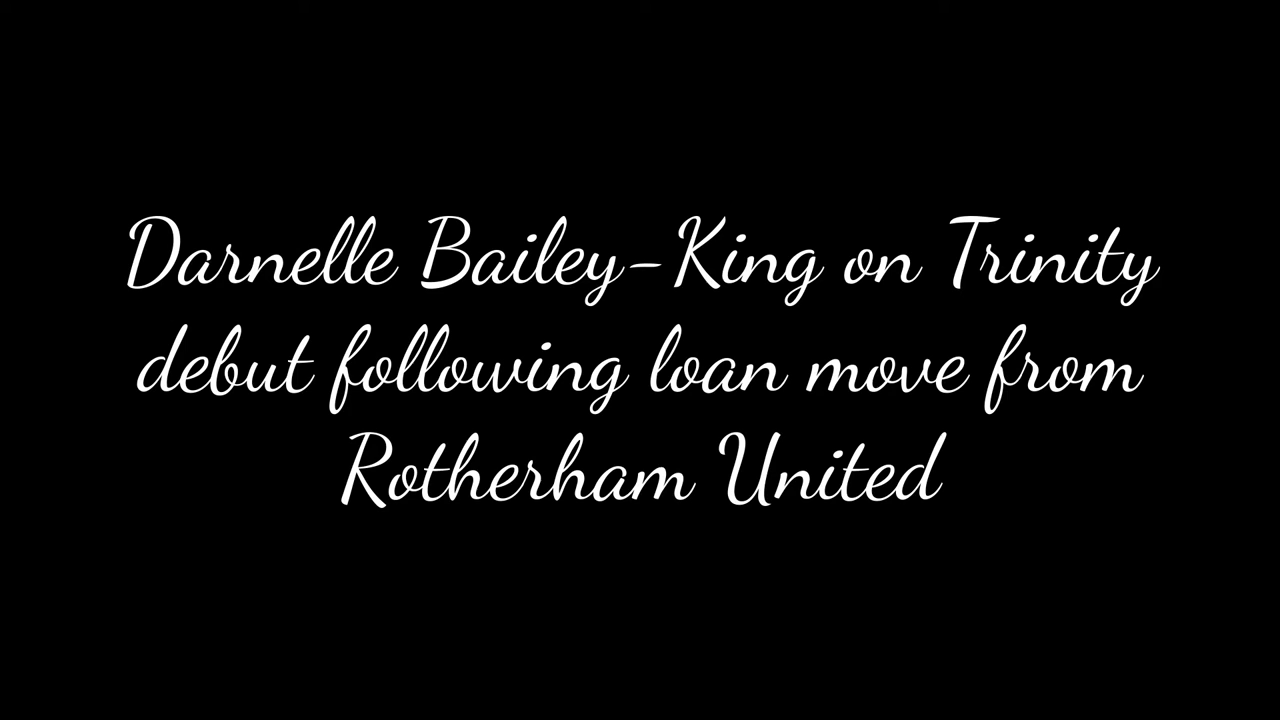 Darnelle Bailey-King on Trinity
debut following loan move from
Rotherham United